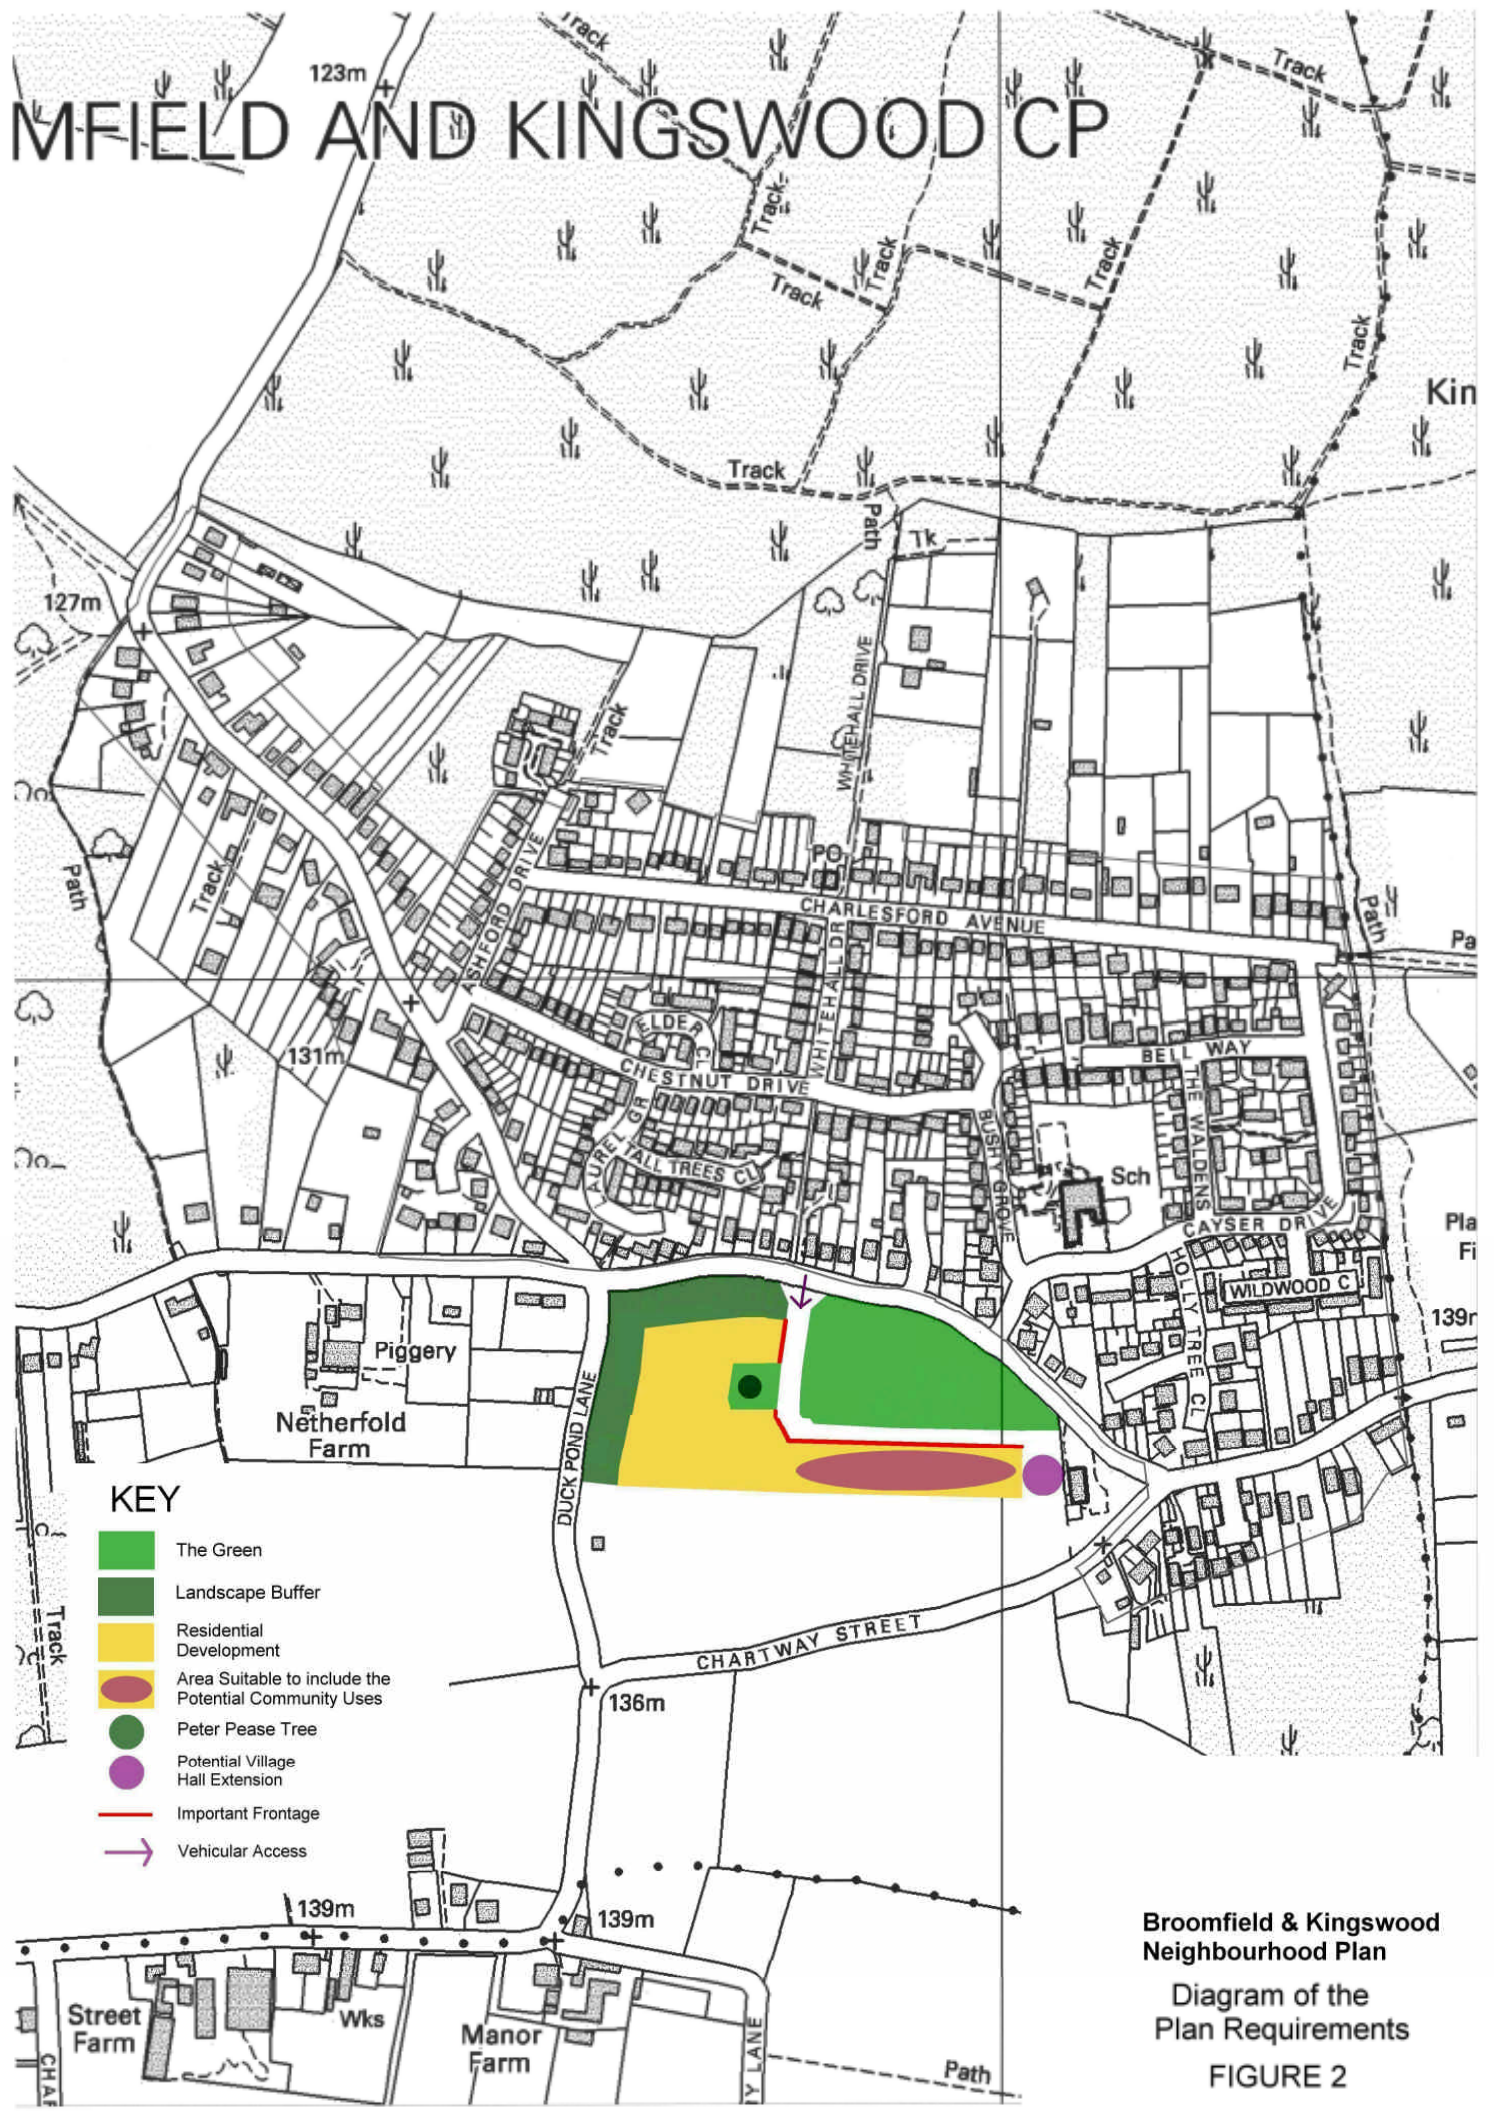 Track
123m
Track
MFIELD AND KINGSWOOD CP
Track
Track
Track
Track
Track
Kin
Track
Path
Tk
127m
WHITEHALL DRIVE
Track
PO
Track
Path
ASHFORD DRIVE
CHARLESFORD AVENUE
Path
Pa
WHITEHALL DR
ELDER CL
131m
CHESTNUT DRIVE
BELL WAY
THE WALDENS
LAUREL GR
TALL TREES CL
BUSHY GROVE
Sch
CAYSER DRIVE
Pla
Fi
HOLLY TREE CL
WILDWOOD C
139m
Piggery
Netherfold
Farm
DUCK POND LANE
KEY
The Green
Landscape Buffer
Residential
Development
Area Suitable to include the
Potential Community Uses
Peter Pease Tree
Potential Village
Hall Extension
Important Frontage
Vehicular Access
Track
CHARTWAY STREET
136m
139m
139m
Broomfield & Kingswood
Neighbourhood Plan
Diagram of the
Plan Requirements
FIGURE 2
Street
Farm
Wks
Manor
Farm
CHAR
Y LANE
Path